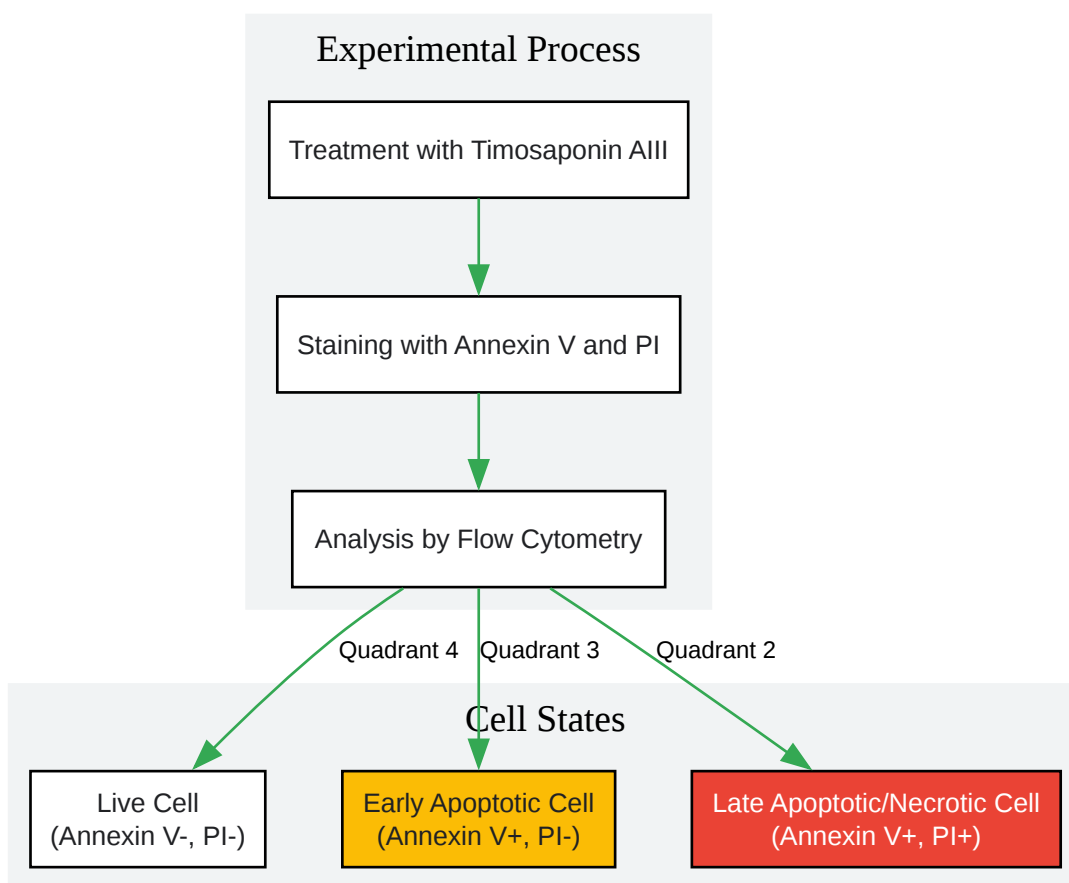 Experimental Process
Treatment with Timosaponin AIII
Staining with Annexin V and PI
Analysis by Flow Cytometry
Quadrant 4
Quadrant 3
Quadrant 2
Cell States
Live Cell
(Annexin V-, PI-)
Early Apoptotic Cell
(Annexin V+, PI-)
Late Apoptotic/Necrotic Cell
(Annexin V+, PI+)